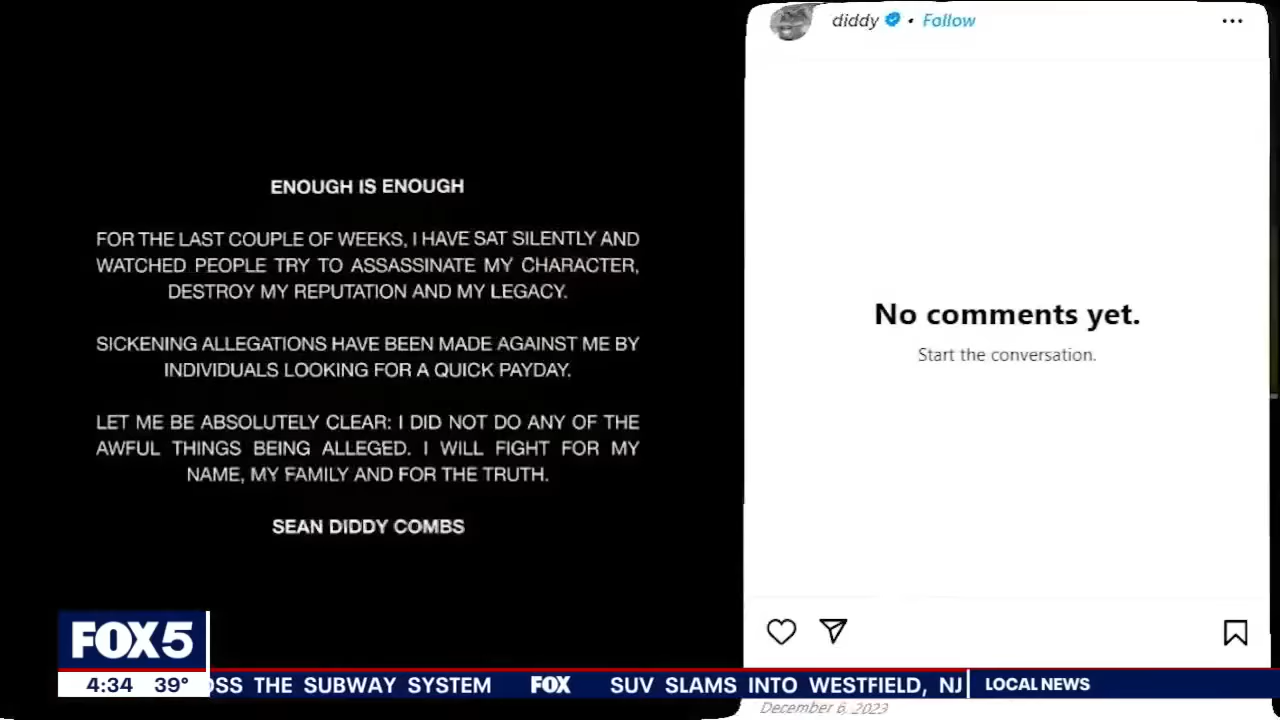 ENOUGH IS ENOUGH
FOR THE LAST COUPLE OF WEEKS, I HAVE SAT SILENTLY AND
WATCHED PEOPLE TRY TO ASSASSINATE MY CHARACTER,
DESTROY MY REPUTATION AND MY LEGACY.
SICKENING ALLEGATIONS HAVE BEEN MADE AGAINST ME BY
INDIVIDUALS LOOKING FOR A QUICK PAYDAY.
LET ME BE ABSOLUTELY CLEAR: I DID NOT DO ANY OF THE
AWFUL THINGS BEING ALLEGED. I WILL FIGHT FOR MY
NAME, MY FAMILY AND FOR THE TRUTH.
SEAN DIDDY COMBS
diddy • Follow
No comments yet.
Start the conversation.
December 6, 2023
FOX 5
4:34 39° OSS THE SUBWAY SYSTEM FOX SUV SLAMS INTO WESTFIELD, NJ LOCAL NEWS